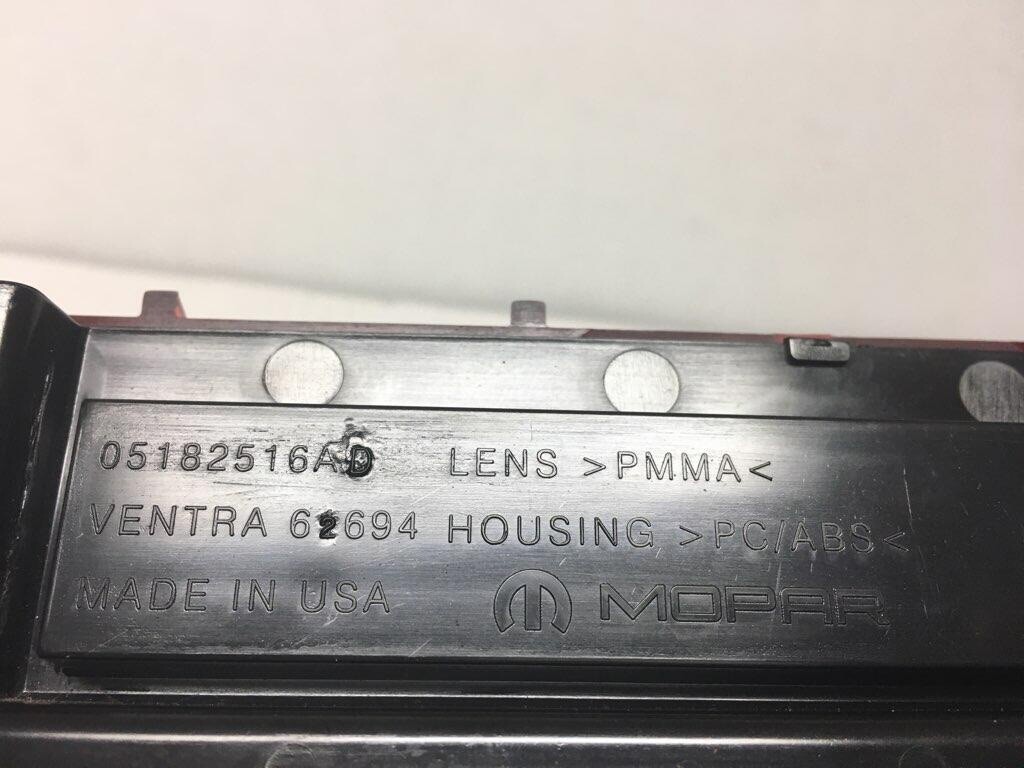 05182516AD LENS >PMMA<
VENTRA 62694 HOUSING >PC/ABS<
MADE IN USA MOPAR